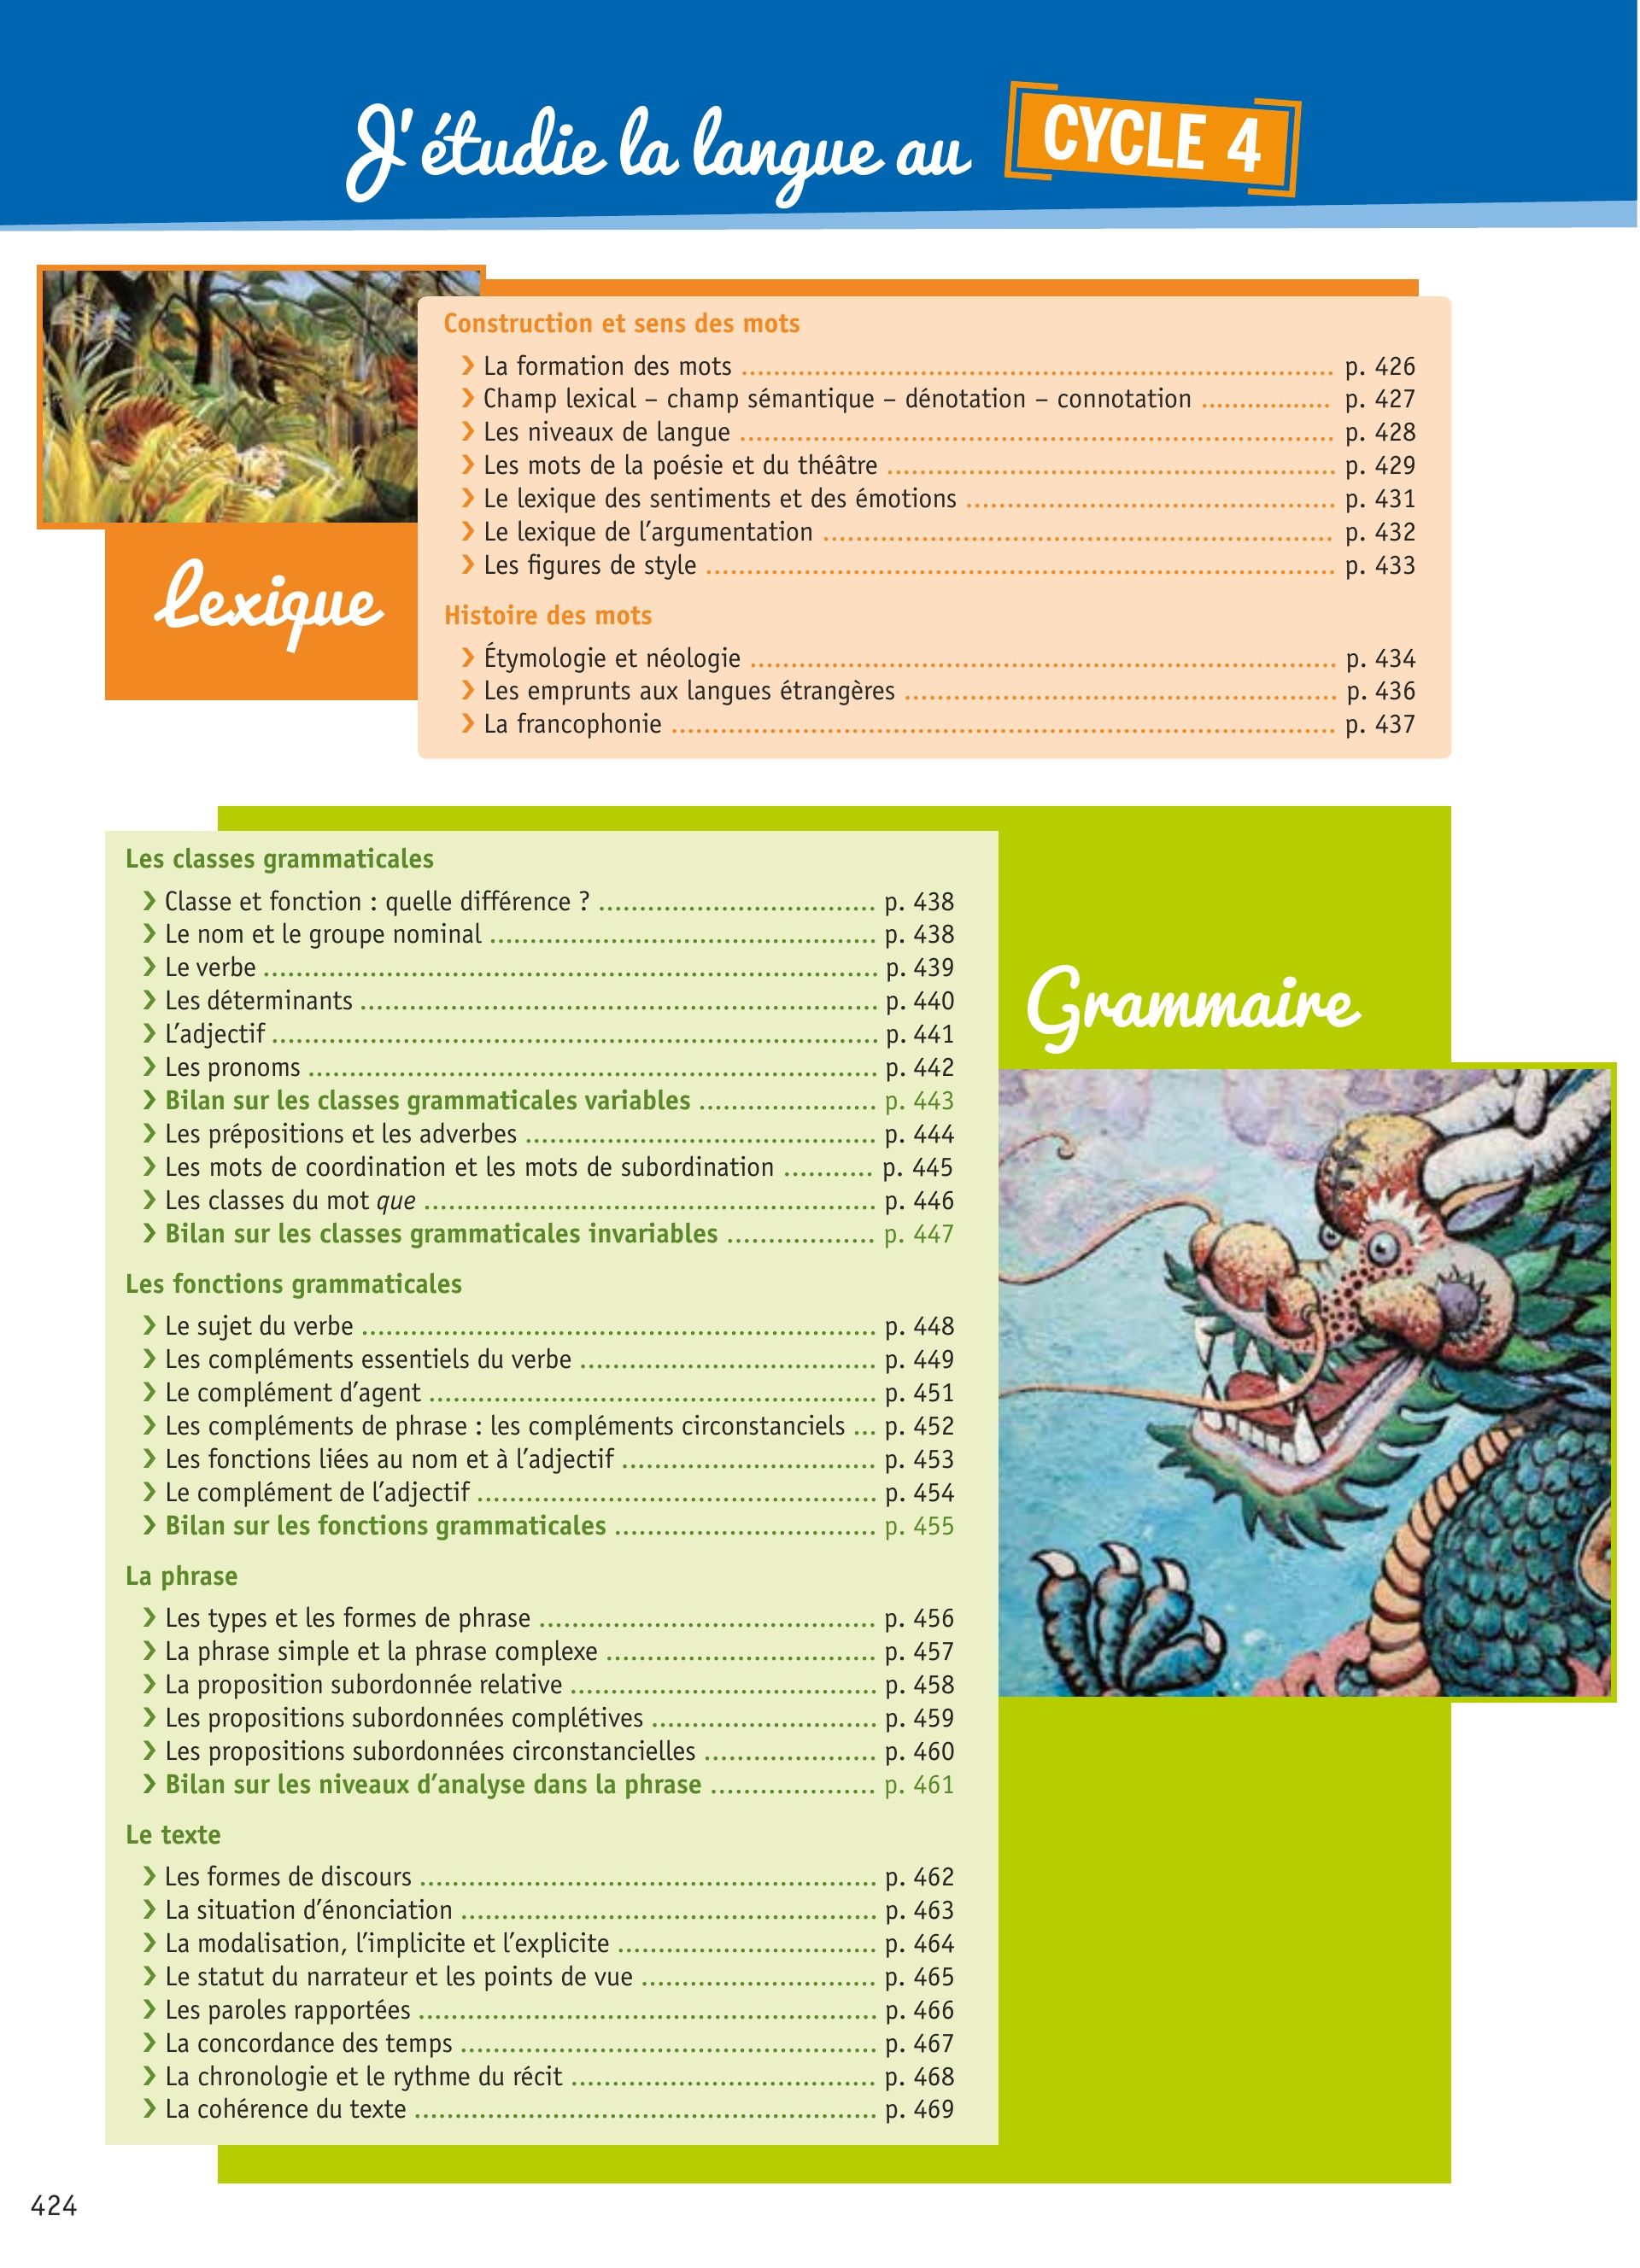 J'étudie la langue au CYCLE 4
Construction et sens des mots
❯ La formation des mots ........ p. 426
❯ Champ lexical – champ sémantique – dénotation – connotation ........ p. 427
❯ Les niveaux de langue ........ p. 428
❯ Les mots de la poésie et du théâtre ........ p. 429
❯ Le lexique des sentiments et des émotions ........ p. 431
❯ Le lexique de l'argumentation ........ p. 432
❯ Les figures de style ........ p. 433
Lexique
Histoire des mots
❯ Étymologie et néologie ........ p. 434
❯ Les emprunts aux langues étrangères ........ p. 436
❯ La francophonie ........ p. 437
Grammaire
Les classes grammaticales
❯ Classe et fonction : quelle différence ? ........ p. 438
❯ Le nom et le groupe nominal ........ p. 438
❯ Le verbe ........ p. 439
❯ Les déterminants ........ p. 440
❯ L'adjectif ........ p. 441
❯ Les pronoms ........ p. 442
❯ Bilan sur les classes grammaticales variables ........ p. 443
❯ Les prépositions et les adverbes ........ p. 444
❯ Les mots de coordination et les mots de subordination ........ p. 445
❯ Les classes du mot que ........ p. 446
❯ Bilan sur les classes grammaticales invariables ........ p. 447
Les fonctions grammaticales
❯ Le sujet du verbe ........ p. 448
❯ Les compléments essentiels du verbe ........ p. 449
❯ Le complément d'agent ........ p. 451
❯ Les compléments de phrase : les compléments circonstanciels ... p. 452
❯ Les fonctions liées au nom et à l'adjectif ........ p. 453
❯ Le complément de l'adjectif ........ p. 454
❯ Bilan sur les fonctions grammaticales ........ p. 455
La phrase
❯ Les types et les formes de phrase ........ p. 456
❯ La phrase simple et la phrase complexe ........ p. 457
❯ La proposition subordonnée relative ........ p. 458
❯ Les propositions subordonnées complétives ........ p. 459
❯ Les propositions subordonnées circonstancielles ........ p. 460
❯ Bilan sur les niveaux d'analyse dans la phrase ........ p. 461
Le texte
❯ Les formes de discours ........ p. 462
❯ La situation d'énonciation ........ p. 463
❯ La modalisation, l'implicite et l'explicite ........ p. 464
❯ Le statut du narrateur et les points de vue ........ p. 465
❯ Les paroles rapportées ........ p. 466
❯ La concordance des temps ........ p. 467
❯ La chronologie et le rythme du récit ........ p. 468
❯ La cohérence du texte ........ p. 469
424